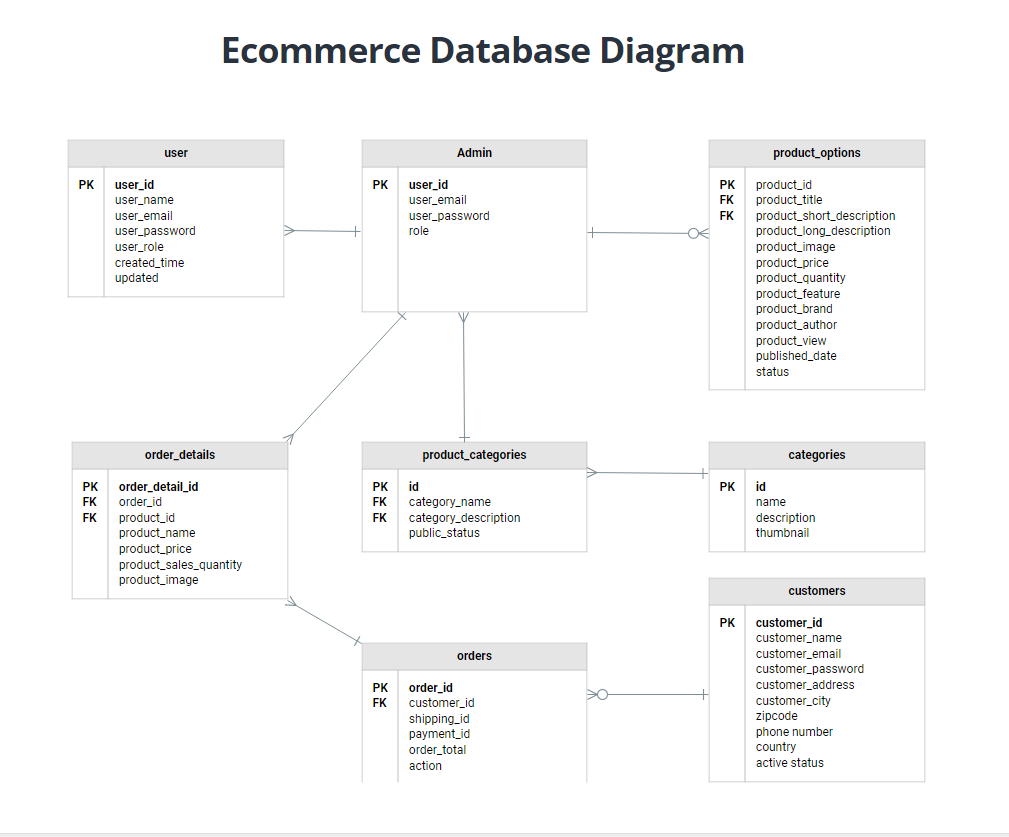 Ecommerce Database Diagram
user
PK user_id
user_name
user_email
user_password
user_role
created_time
updated
Admin
PK user_id
user_email
user_password
role
product_options
PK product_id
FK product_title
FK product_short_description
product_long_description
product_image
product_price
product_quantity
product_feature
product_brand
product_author
product_view
published_date
status
order_details
PK order_detail_id
FK order_id
FK product_id
product_name
product_price
product_sales_quantity
product_image
product_categories
PK id
FK category_name
FK category_description
public_status
categories
PK id
name
description
thumbnail
orders
PK order_id
FK customer_id
shipping_id
payment_id
order_total
action
customers
PK customer_id
customer_name
customer_email
customer_password
customer_address
customer_city
zipcode
phone number
country
active status